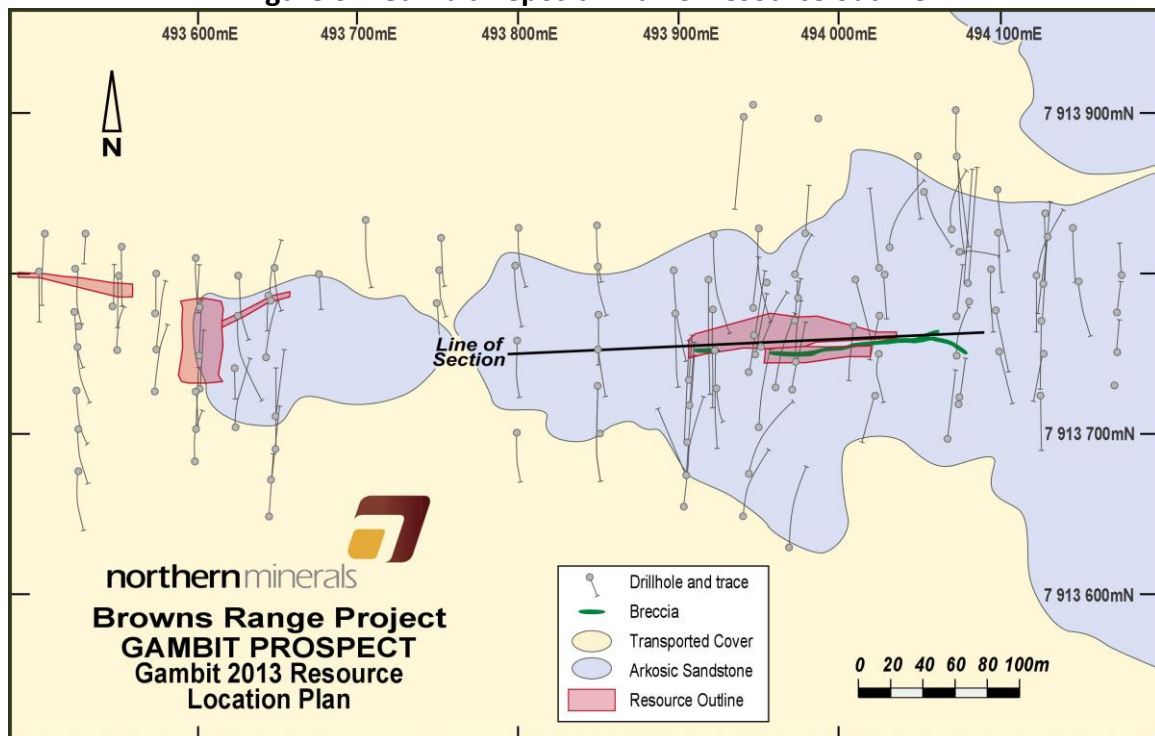 493 600mE 493 700mE 493 800mE 493 900mE 494 000mE 494 100mE
N
7 913 900mN
Line of
Section
7 913 700mN
7 913 600mN
northernminerals
Browns Range Project
GAMBIT PROSPECT
Gambit 2013 Resource
Location Plan
Drillhole and trace
Breccia
Transported Cover
Arkosic Sandstone
Resource Outline
0 20 40 60 80 100m